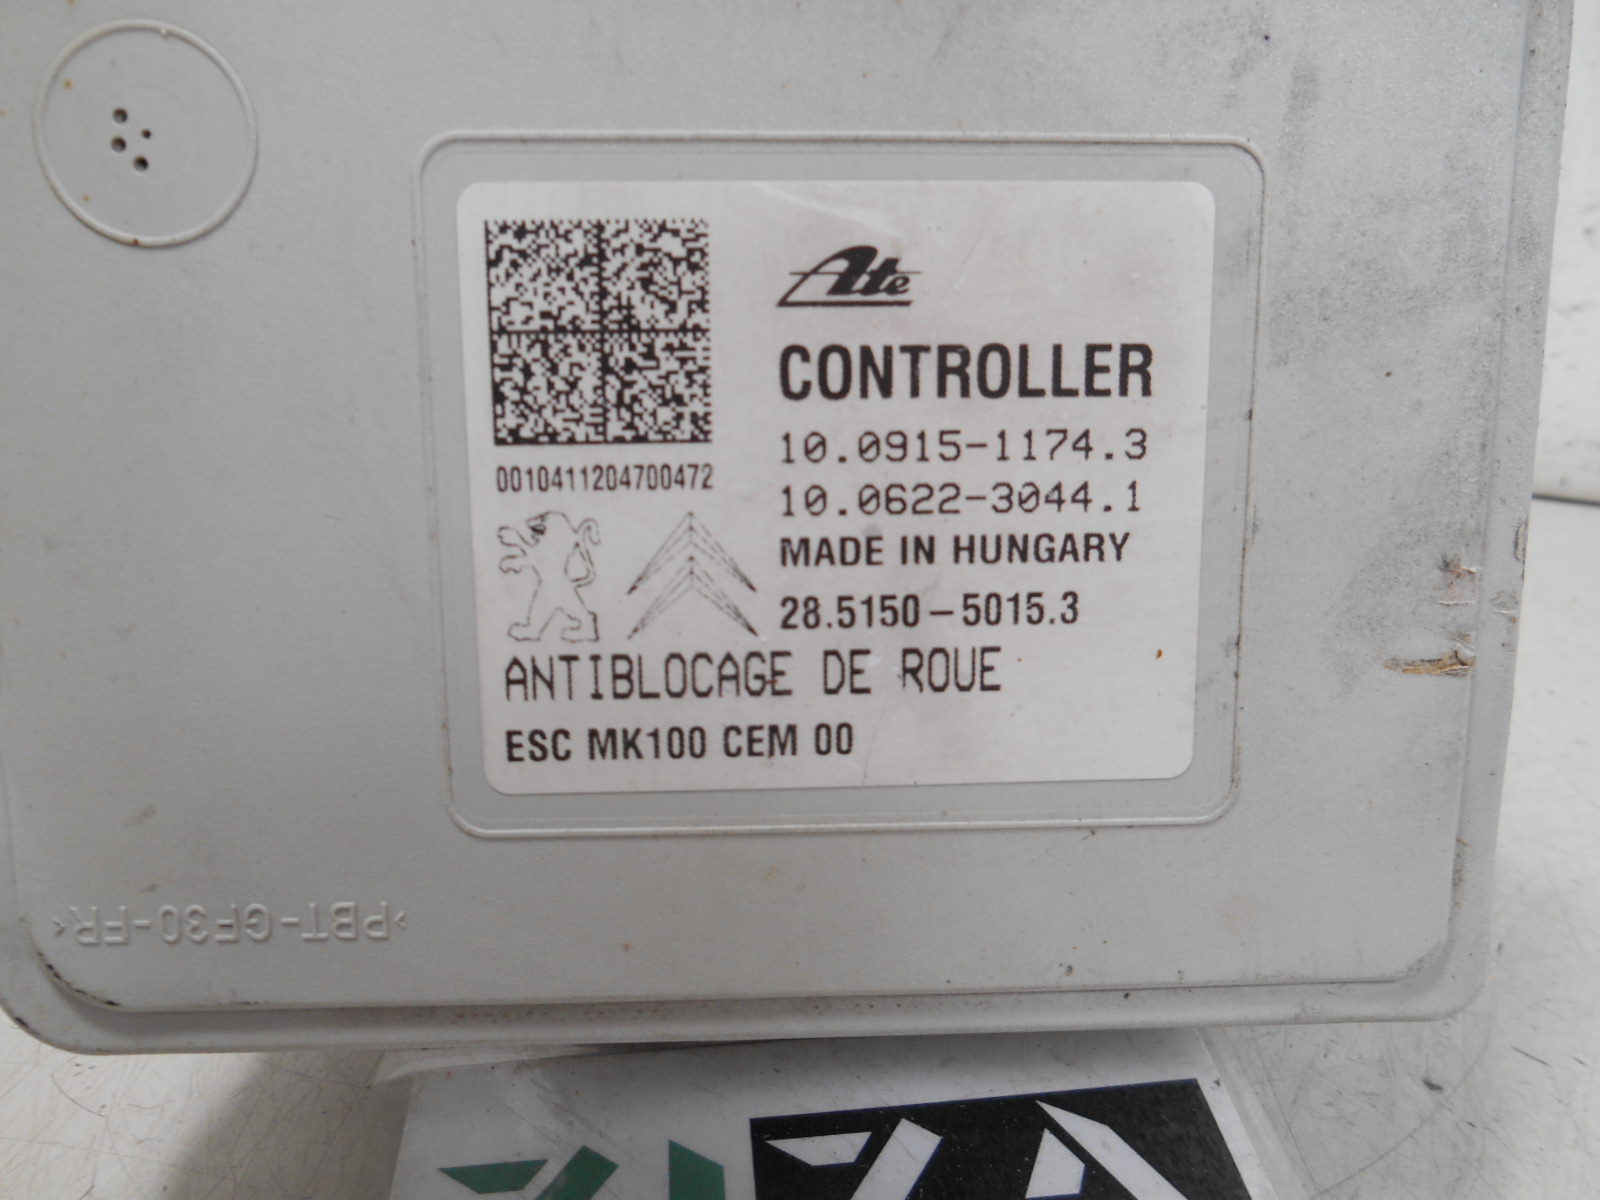 Ate
CONTROLLER
10.0915-1174.3
0010411204700472
10.0622-3044.1
MADE IN HUNGARY
28.5150-5015.3
ANTIBLOCAGE DE ROUE
ESC MK100 CEM 00
>PBT-GF30-FR<